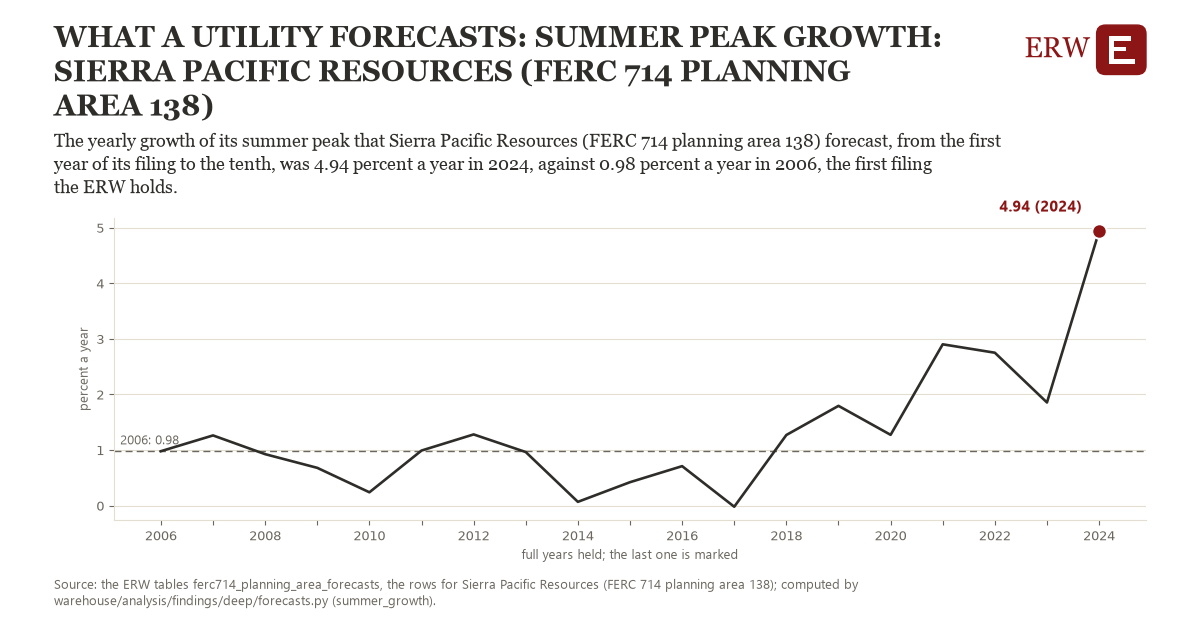 WHAT A UTILITY FORECASTS: SUMMER PEAK GROWTH:
SIERRA PACIFIC RESOURCES (FERC 714 PLANNING
AREA 138)
ERW E
The yearly growth of its summer peak that Sierra Pacific Resources (FERC 714 planning area 138) forecast, from the first
year of its filing to the tenth, was 4.94 percent a year in 2024, against 0.98 percent a year in 2006, the first filing
the ERW holds.
4.94 (2024)
5
4
3
2
1
0
percent a year
2006: 0.98
2006 2008 2010 2012 2014 2016 2018 2020 2022 2024
full years held; the last one is marked
Source: the ERW tables ferc714_planning_area_forecasts, the rows for Sierra Pacific Resources (FERC 714 planning area 138); computed by
warehouse/analysis/findings/deep/forecasts.py (summer_growth).